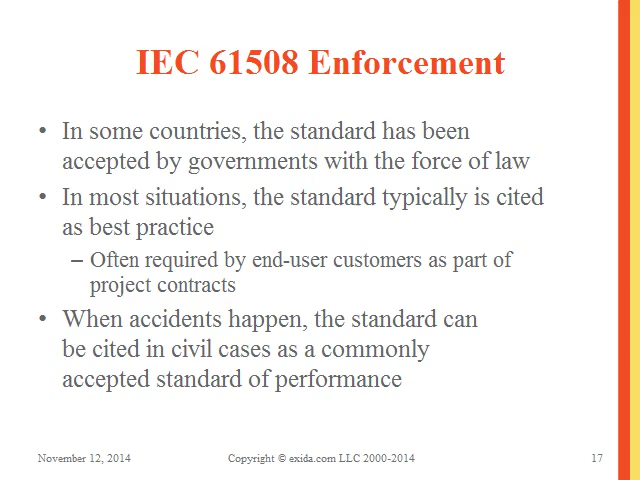 IEC 61508 Enforcement
• In some countries, the standard has been
accepted by governments with the force of law
• In most situations, the standard typically is cited
as best practice
– Often required by end-user customers as part of
project contracts
• When accidents happen, the standard can
be cited in civil cases as a commonly
accepted standard of performance
November 12, 2014
Copyright © exida.com LLC 2000-2014
17